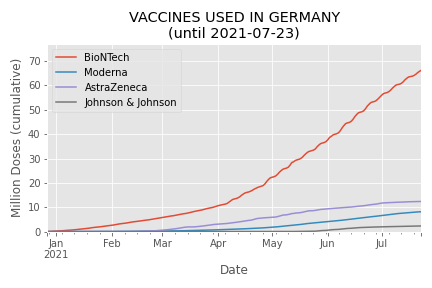 VACCINES USED IN GERMANY
(until 2021-07-23)
Million Doses (cumulative)
70
60
50
40
30
20
10
0
BioNTech
Moderna
AstraZeneca
Johnson & Johnson
Jan Feb Mar Apr May Jun Jul
2021
Date